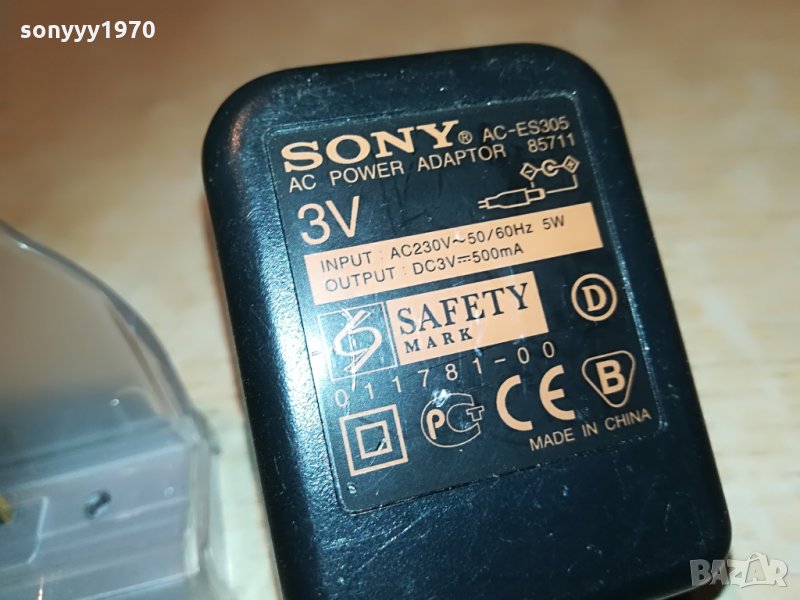 sonyyy1970
SONY® AC-ES305
AC POWER ADAPTOR 85711
3V
INPUT : AC230V~50/60Hz 5W
OUTPUT : DC3V⎓500mA
S
SAFETY
MARK
D
011781-00
PCT
CE
B
MADE IN CHINA
BAZAR